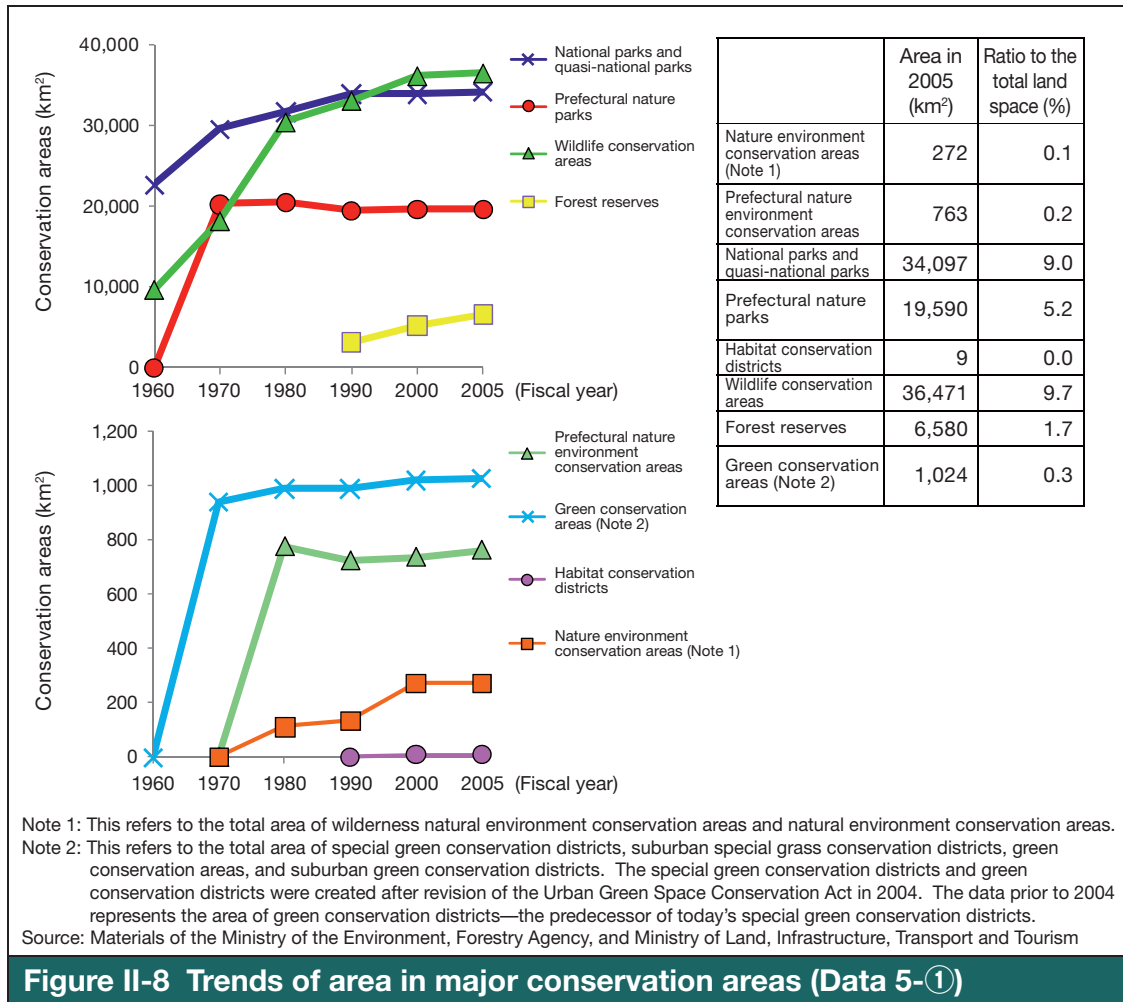 40,000
30,000
20,000
10,000
0
Conservation areas (km²)
1960 1970 1980 1990 2000 2005 (Fiscal year)
National parks and
quasi-national parks
Prefectural nature
parks
Wildlife conservation
areas
Forest reserves
Area in
2005
(km²)
Ratio to the
total land
space (%)
Nature environment
conservation areas
(Note 1)
272 0.1
Prefectural nature
environment
conservation areas
763 0.2
National parks and
quasi-national parks
34,097 9.0
Prefectural nature
parks
19,590 5.2
Habitat conservation
districts
9 0.0
Wildlife conservation
areas
36,471 9.7
Forest reserves 6,580 1.7
Green conservation
areas (Note 2)
1,024 0.3
1,200
1,000
800
600
400
200
0
Conservation areas (km²)
1960 1970 1980 1990 2000 2005 (Fiscal year)
Prefectural nature
environment
conservation areas
Green conservation
areas (Note 2)
Habitat conservation
districts
Nature environment
conservation areas (Note 1)
Note 1: This refers to the total area of wilderness natural environment conservation areas and natural environment conservation areas.
Note 2: This refers to the total area of special green conservation districts, suburban special grass conservation districts, green
conservation areas, and suburban green conservation districts. The special green conservation districts and green
conservation districts were created after revision of the Urban Green Space Conservation Act in 2004. The data prior to 2004
represents the area of green conservation districts—the predecessor of today's special green conservation districts.
Source: Materials of the Ministry of the Environment, Forestry Agency, and Ministry of Land, Infrastructure, Transport and Tourism
Figure II-8 Trends of area in major conservation areas (Data 5-①)